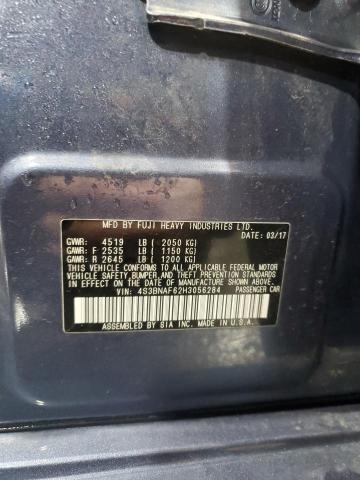 MFD BY FUJI HEAVY INDUSTRIES LTD.
DATE: 03/17
GVWR: 4519 LB ( 2050 KG)
GAWR: F 2535 LB ( 1150 KG)
GAWR: R 2645 LB ( 1200 KG)
THIS VEHICLE CONFORMS TO ALL APPLICABLE FEDERAL MOTOR
VEHICLE SAFETY,BUMPER,AND THEFT PREVENTION STANDARDS
IN EFFECT ON THE DATE OF MANUFACTURE SHOWN ABOVE.
VIN: 4S3BNAF62H3056284 PASSENGER CAR
ASSEMBLED BY SIA INC. MADE IN U.S.A.